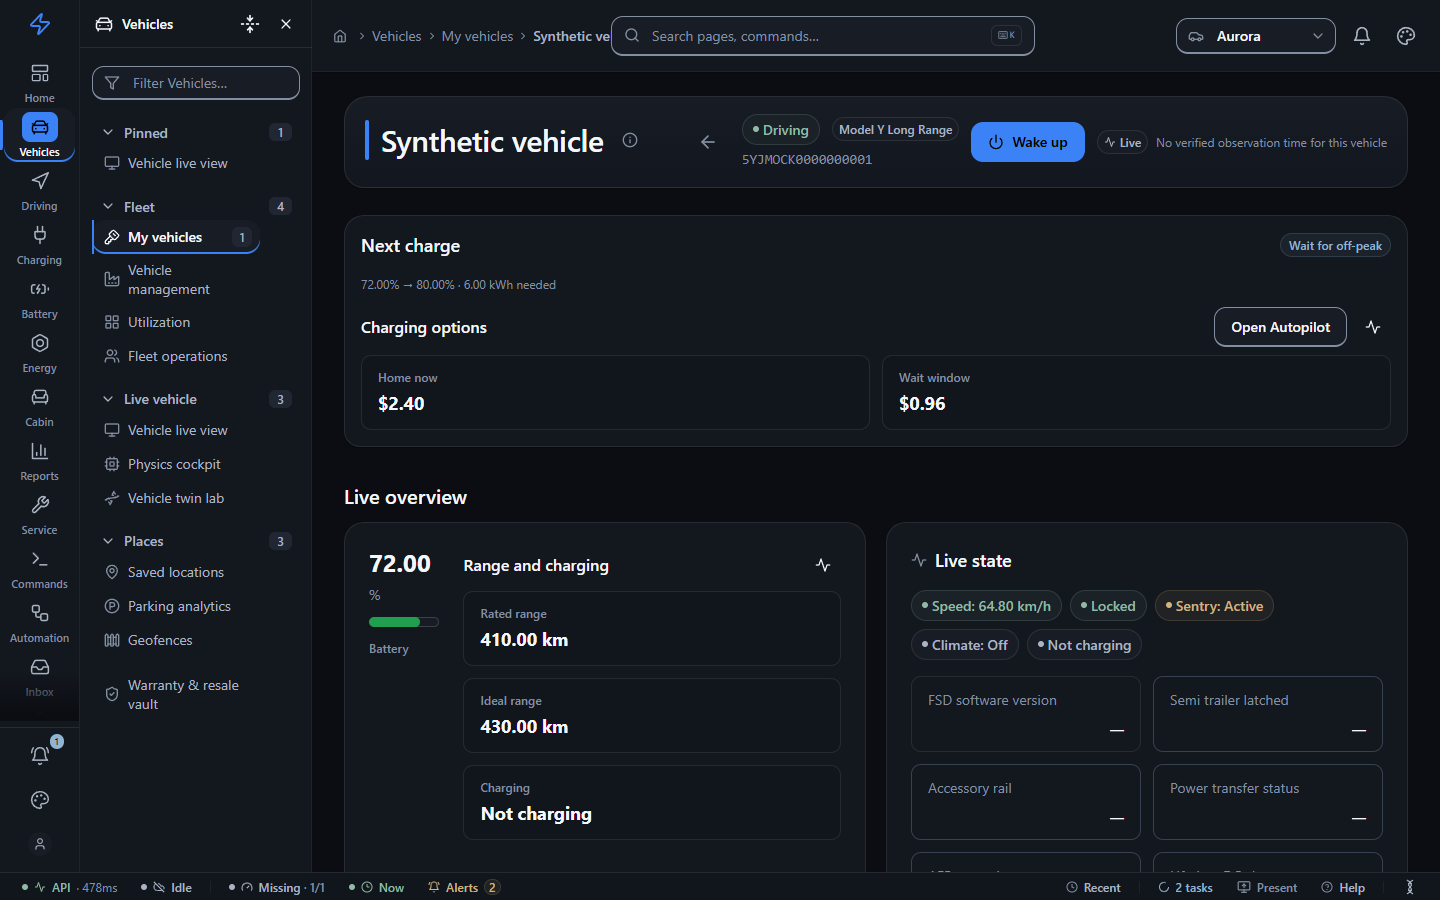 Vehicles
Vehicles
My vehicles
Synthetic ve
Search pages, commands...
K
Aurora
Home
Vehicles
Driving
Charging
Battery
Energy
Cabin
Reports
Service
Commands
Automation
Inbox
1
Filter Vehicles...
Pinned 1
Vehicle live view
Fleet 4
My vehicles 1
Vehicle
management
Utilization
Fleet operations
Live vehicle 3
Vehicle live view
Physics cockpit
Vehicle twin lab
Places 3
Saved locations
Parking analytics
Geofences
Warranty & resale
vault
Synthetic vehicle
Driving
Model Y Long Range
5YJMOCK0000000001
Wake up
Live
No verified observation time for this vehicle
Next charge
Wait for off-peak
72.00% → 80.00% · 6.00 kWh needed
Charging options
Open Autopilot
Home now
$2.40
Wait window
$0.96
Live overview
72.00
%
Battery
Range and charging
Rated range
410.00 km
Ideal range
430.00 km
Charging
Not charging
Live state
Speed: 64.80 km/h
Locked
Sentry: Active
Climate: Off
Not charging
FSD software version
—
Semi trailer latched
—
Accessory rail
—
Power transfer status
—
API · 478ms
Idle
Missing · 1/1
Now
Alerts 2
Recent
2 tasks
Present
Help